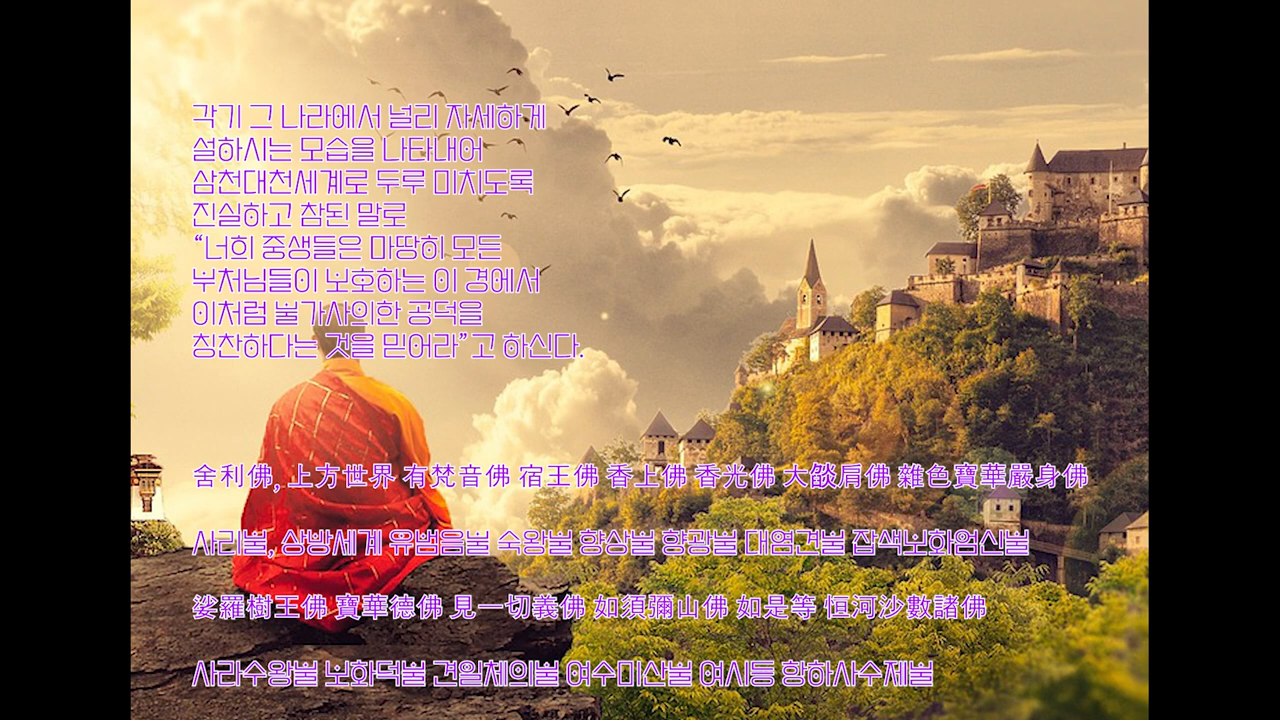 각기 그 나라에서 널리 자세하게
설하시는 모습을 나타내어
삼천대천세계로 두루 미치도록
진실하고 참된 말로
“너희 중생들은 마땅히 모든
부처님들이 보호하는 이 경에서
이처럼 불가사의한 공덕을
칭찬하다는 것을 믿어라”고 하신다.
舍利佛, 上方世界 有梵音佛 宿王佛 香上佛 香光佛 大燄肩佛 雜色寶華嚴身佛
사리불, 상방세계 유범음불 숙왕불 향상불 향광불 대염견불 잡색보화엄신불
娑羅樹王佛 寶華德佛 見一切義佛 如須彌山佛 如是等 恒河沙數諸佛
사라수왕불 보화덕불 견일체의불 여수미산불 여시등 항하사수제불